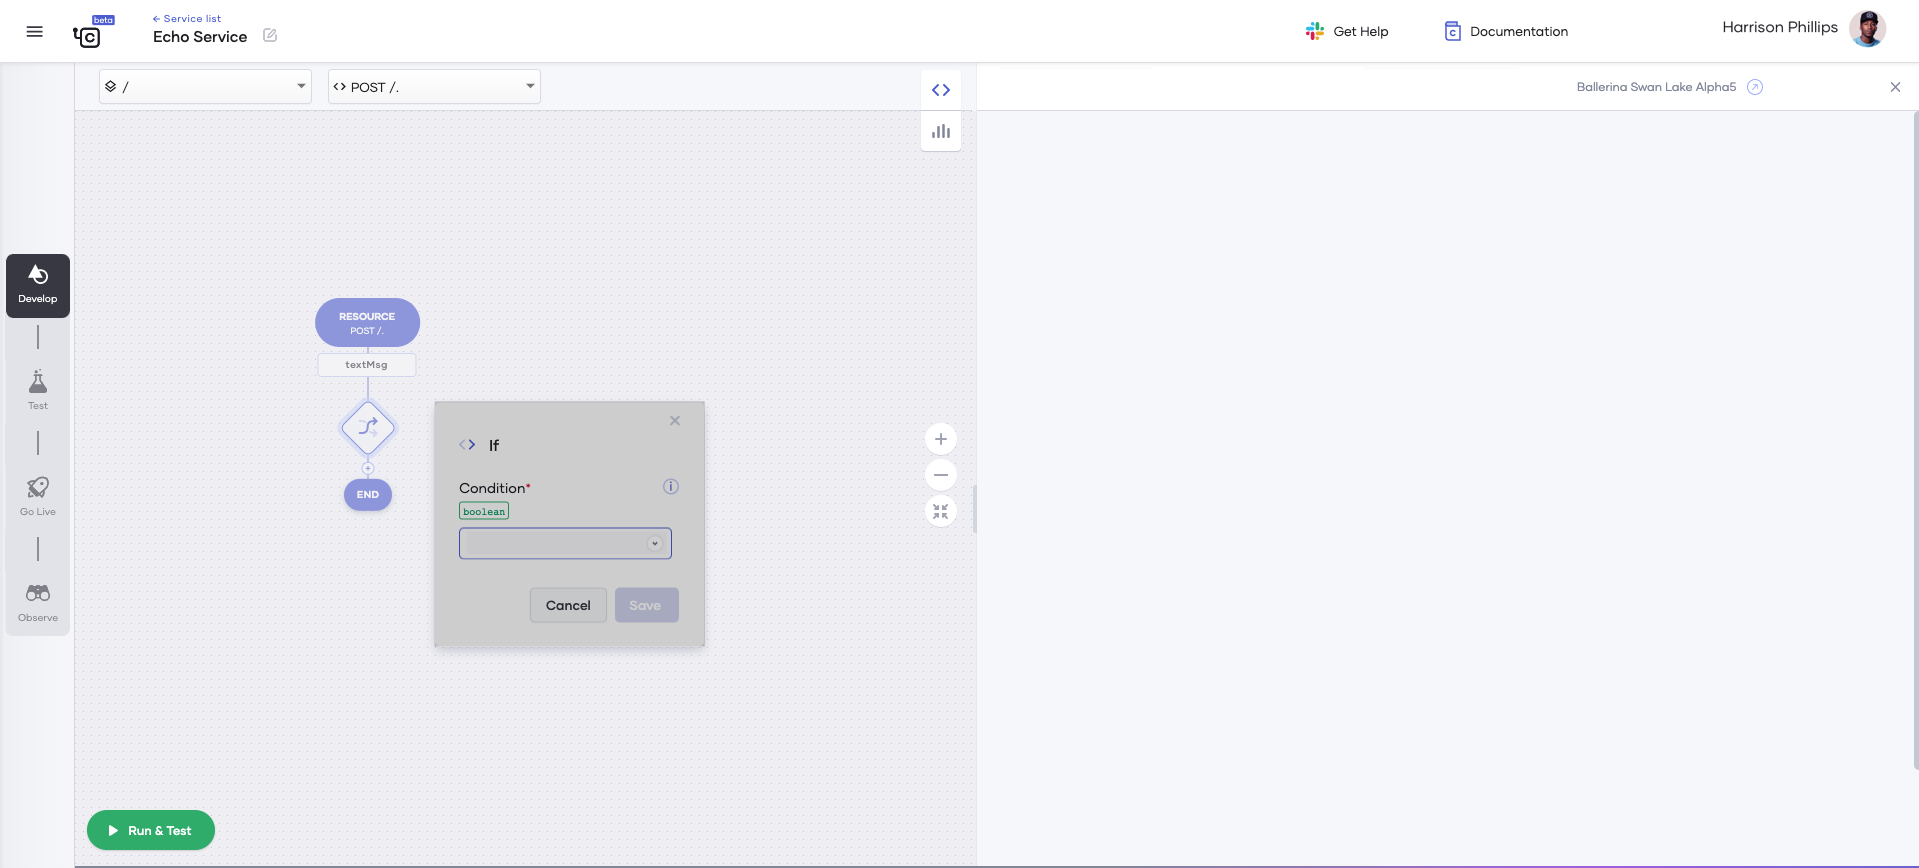 beta
← Service list
Echo Service
Get Help
Documentation
Harrison Phillips
/
<> POST /.
Ballerina Swan Lake Alpha5
Develop
Test
Go Live
Observe
RESOURCE
POST /.
textMsg
END
If
Condition*
boolean
Cancel
Save
Run & Test